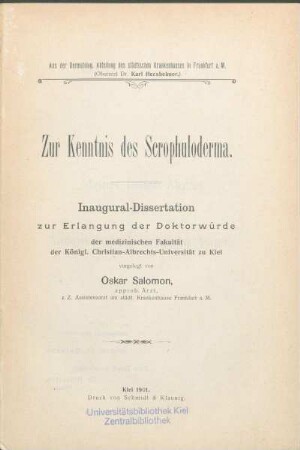 Aus der Dermatolog. Abteilung des städtischen Krankenhauses in Frankfurt a. M.
(Oberarzt Dr. Karl Herxheimer.)
Zur Kenntnis des Scrophuloderma.
Inaugural-Dissertation
zur Erlangung der Doktorwürde
der medizinischen Fakultät
der Königl. Christian-Albrechts-Universität zu Kiel
vorgelegt von
Oskar Salomon,
approb. Arzt,
z. Z. Assistenzarzt am städt. Krankenhause Frankfurt a. M.
Kiel 1901.
Druck von Schmidt & Klaunig.
Universitätsbibliothek Kiel
Zentralbibliothek